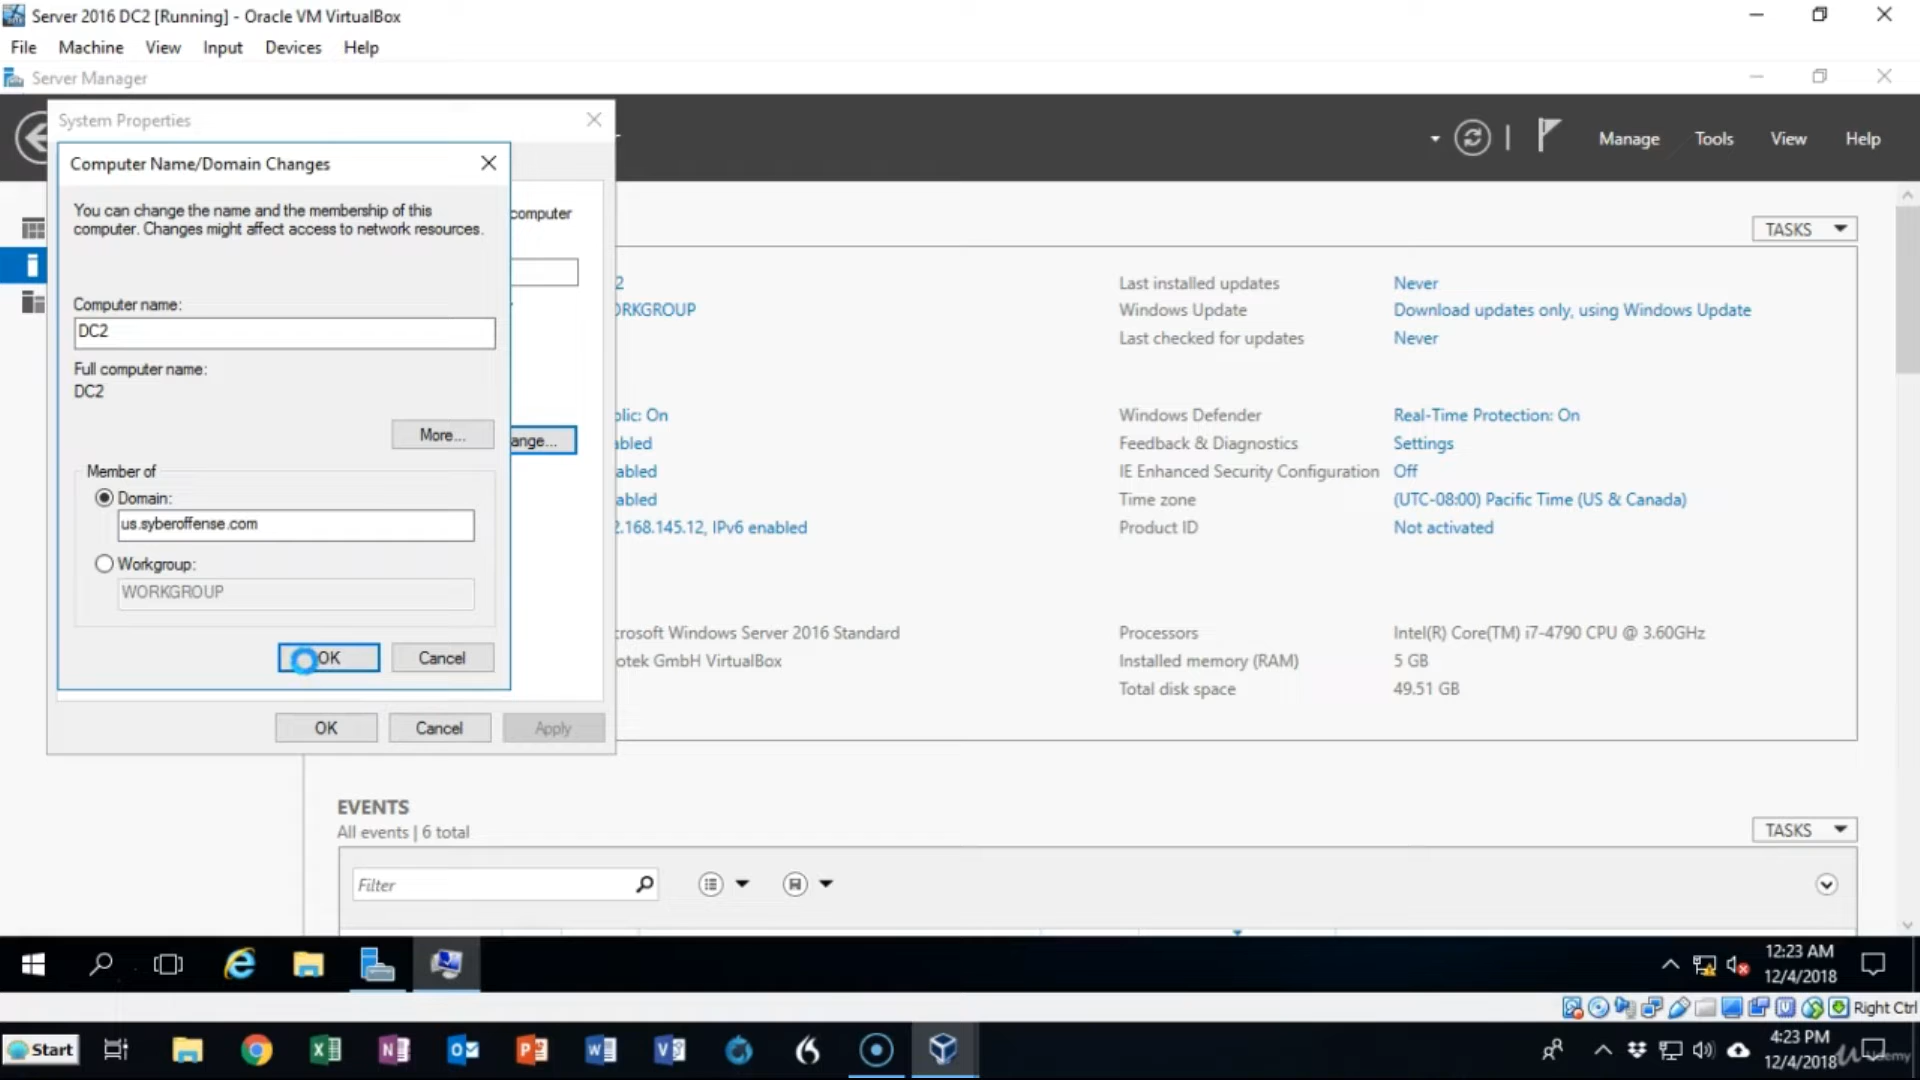 Server 2016 DC2 [Running] - Oracle VM VirtualBox
File Machine View Input Devices Help
Server Manager
Manage Tools View Help
System Properties
Computer Name/Domain Changes
You can change the name and the membership of this
computer. Changes might affect access to network resources.
computer
Computer name:
DC2
Full computer name:
DC2
More...
ange...
Member of
Domain:
us.syberoffense.com
Workgroup:
WORKGROUP
OK Cancel
OK Cancel Apply
TASKS
2
ORKGROUP
Last installed updates Never
Windows Update Download updates only, using Windows Update
Last checked for updates Never
blic: On
abled
abled
abled
2.168.145.12, IPv6 enabled
Windows Defender Real-Time Protection: On
Feedback & Diagnostics Settings
IE Enhanced Security Configuration Off
Time zone (UTC-08:00) Pacific Time (US & Canada)
Product ID Not activated
crosoft Windows Server 2016 Standard
otek GmbH VirtualBox
Processors Intel(R) Core(TM) i7-4790 CPU @ 3.60GHz
Installed memory (RAM) 5 GB
Total disk space 49.51 GB
EVENTS
All events | 6 total
TASKS
Filter
12:23 AM
12/4/2018
Right Ctrl
Start
4:23 PM
12/4/2018
Udemy